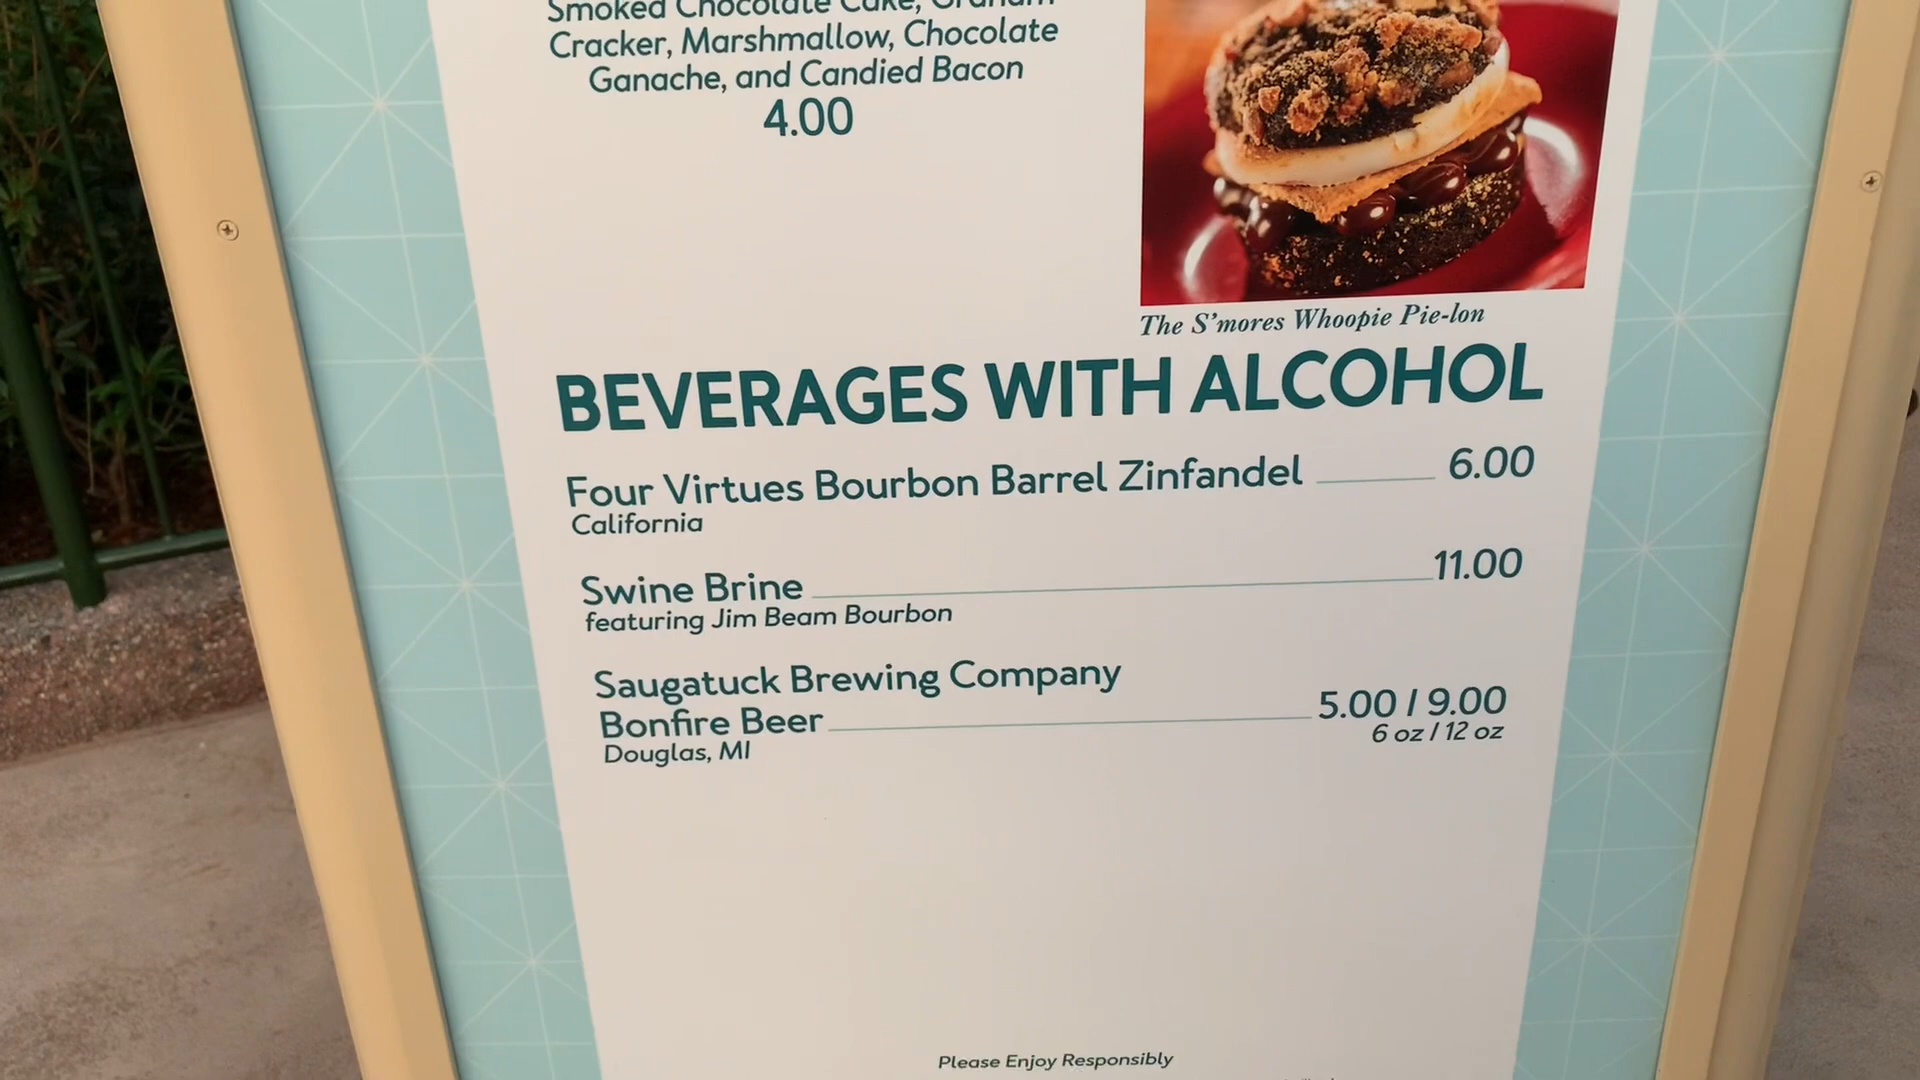 Smoked Chocolate Cake, Graham
Cracker, Marshmallow, Chocolate
Ganache, and Candied Bacon
4.00
The S'mores Whoopie Pie-lon
BEVERAGES WITH ALCOHOL
Four Virtues Bourbon Barrel Zinfandel 6.00
California
Swine Brine 11.00
featuring Jim Beam Bourbon
Saugatuck Brewing Company
Bonfire Beer 5.00 / 9.00
Douglas, MI 6 oz / 12 oz
Please Enjoy Responsibly